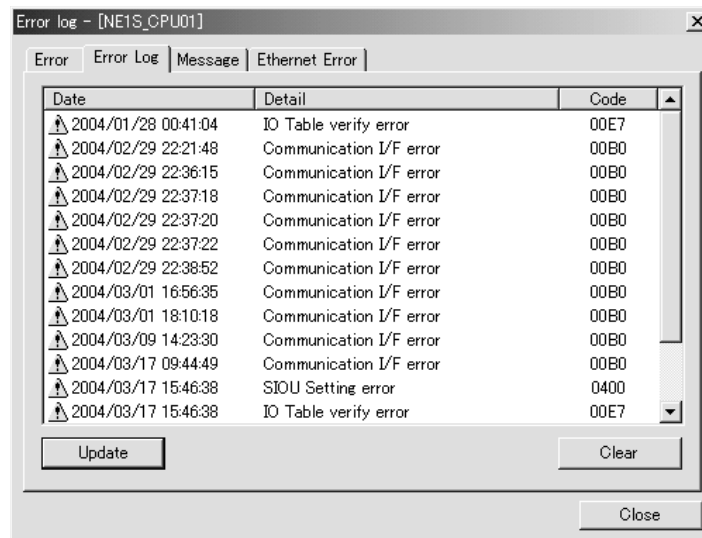 Error log - [NE1S_CPU01]
Error Error Log Message Ethernet Error
Date Detail Code
2004/01/28 00:41:04 IO Table verify error 00E7
2004/02/29 22:21:48 Communication I/F error 00B0
2004/02/29 22:36:15 Communication I/F error 00B0
2004/02/29 22:37:18 Communication I/F error 00B0
2004/02/29 22:37:20 Communication I/F error 00B0
2004/02/29 22:37:22 Communication I/F error 00B0
2004/02/29 22:38:52 Communication I/F error 00B0
2004/03/01 16:56:35 Communication I/F error 00B0
2004/03/01 18:10:18 Communication I/F error 00B0
2004/03/09 14:23:30 Communication I/F error 00B0
2004/03/17 09:44:49 Communication I/F error 00B0
2004/03/17 15:46:38 SIOU Setting error 0400
2004/03/17 15:46:38 IO Table verify error 00E7
Update Clear
Close